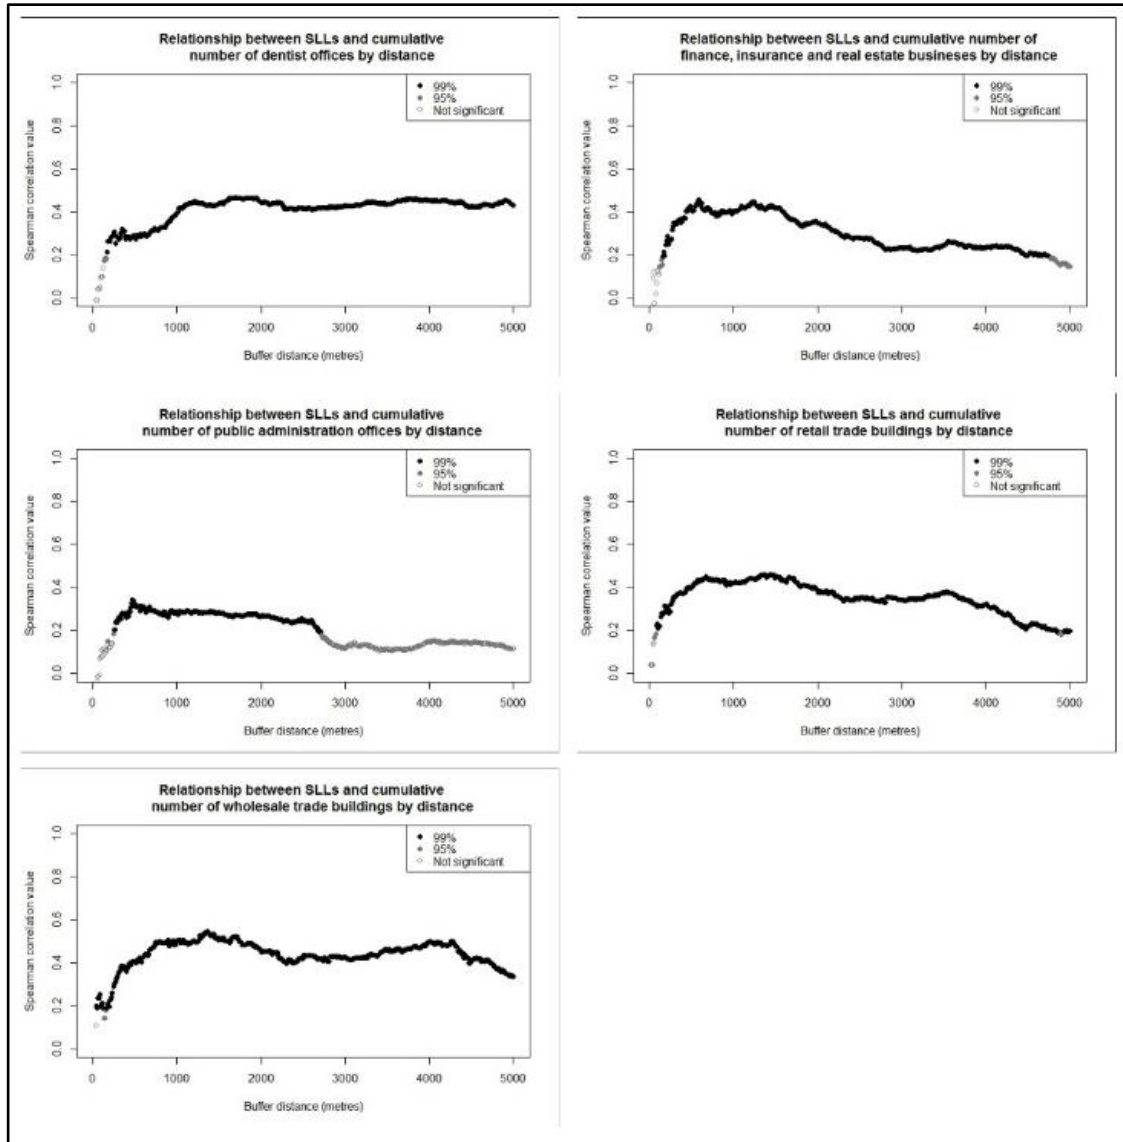 Relationship between SLLs and cumulative
number of dentist offices by distance
99%
95%
Not significant
Spearman correlation value
0.0 0.2 0.4 0.6 0.8 1.0
0 1000 2000 3000 4000 5000
Buffer distance (metres)
Relationship between SLLs and cumulative number of
finance, insurance and real estate busineses by distance
99%
95%
Not significant
Spearman correlation value
0.0 0.2 0.4 0.6 0.8 1.0
0 1000 2000 3000 4000 5000
Buffer distance (metres)
Relationship between SLLs and cumulative
number of public administration offices by distance
99%
95%
Not significant
Spearman correlation value
0.0 0.2 0.4 0.6 0.8 1.0
0 1000 2000 3000 4000 5000
Buffer distance (metres)
Relationship between SLLs and cumulative
number of retail trade buildings by distance
99%
95%
Not significant
Spearman correlation value
0.0 0.2 0.4 0.6 0.8 1.0
0 1000 2000 3000 4000 5000
Buffer distance (metres)
Relationship between SLLs and cumulative
number of wholesale trade buildings by distance
99%
95%
Not significant
Spearman correlation value
0.0 0.2 0.4 0.6 0.8 1.0
0 1000 2000 3000 4000 5000
Buffer distance (metres)